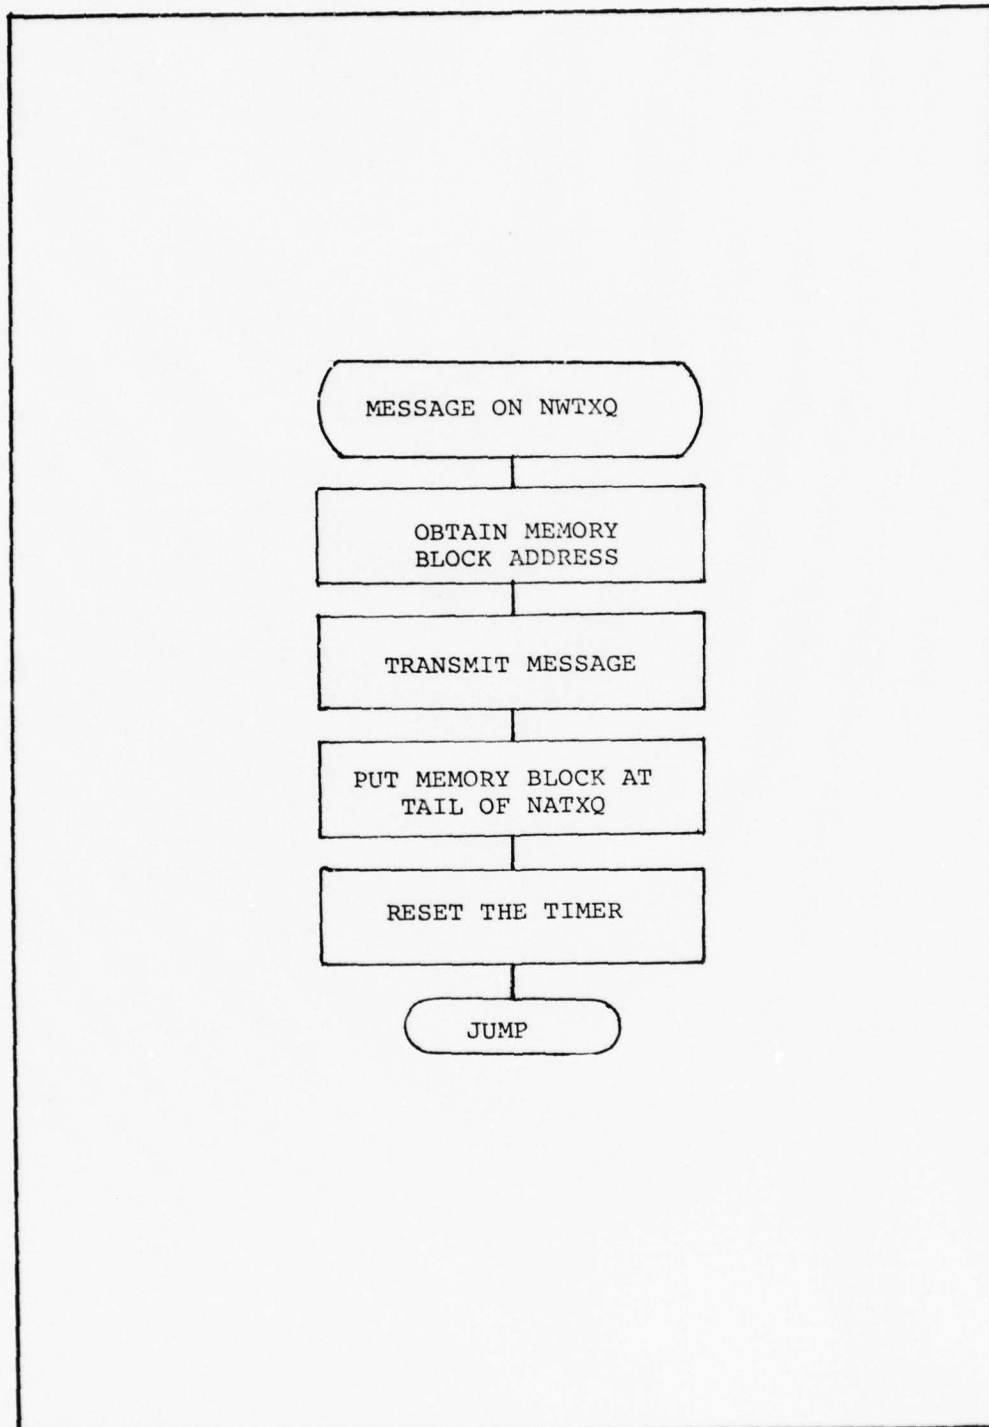 MESSAGE ON NWTXQ
OBTAIN MEMORY
BLOCK ADDRESS
TRANSMIT MESSAGE
PUT MEMORY BLOCK AT
TAIL OF NATXQ
RESET THE TIMER
JUMP